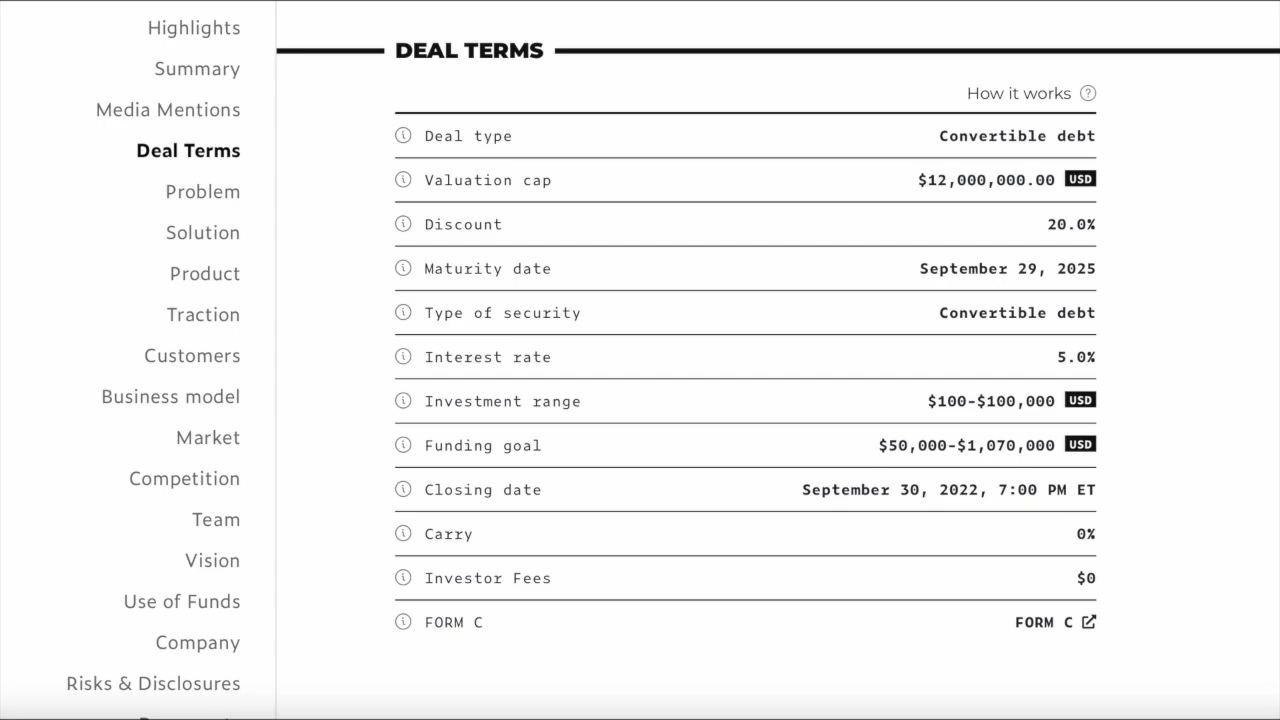 Highlights
Summary
Media Mentions
Deal Terms
Problem
Solution
Product
Traction
Customers
Business model
Market
Competition
Team
Vision
Use of Funds
Company
Risks & Disclosures
DEAL TERMS
How it works ?
Deal type Convertible debt
Valuation cap $12,000,000.00 USD
Discount 20.0%
Maturity date September 29, 2025
Type of security Convertible debt
Interest rate 5.0%
Investment range $100-$100,000 USD
Funding goal $50,000-$1,070,000 USD
Closing date September 30, 2022, 7:00 PM ET
Carry 0%
Investor Fees $0
FORM C FORM C